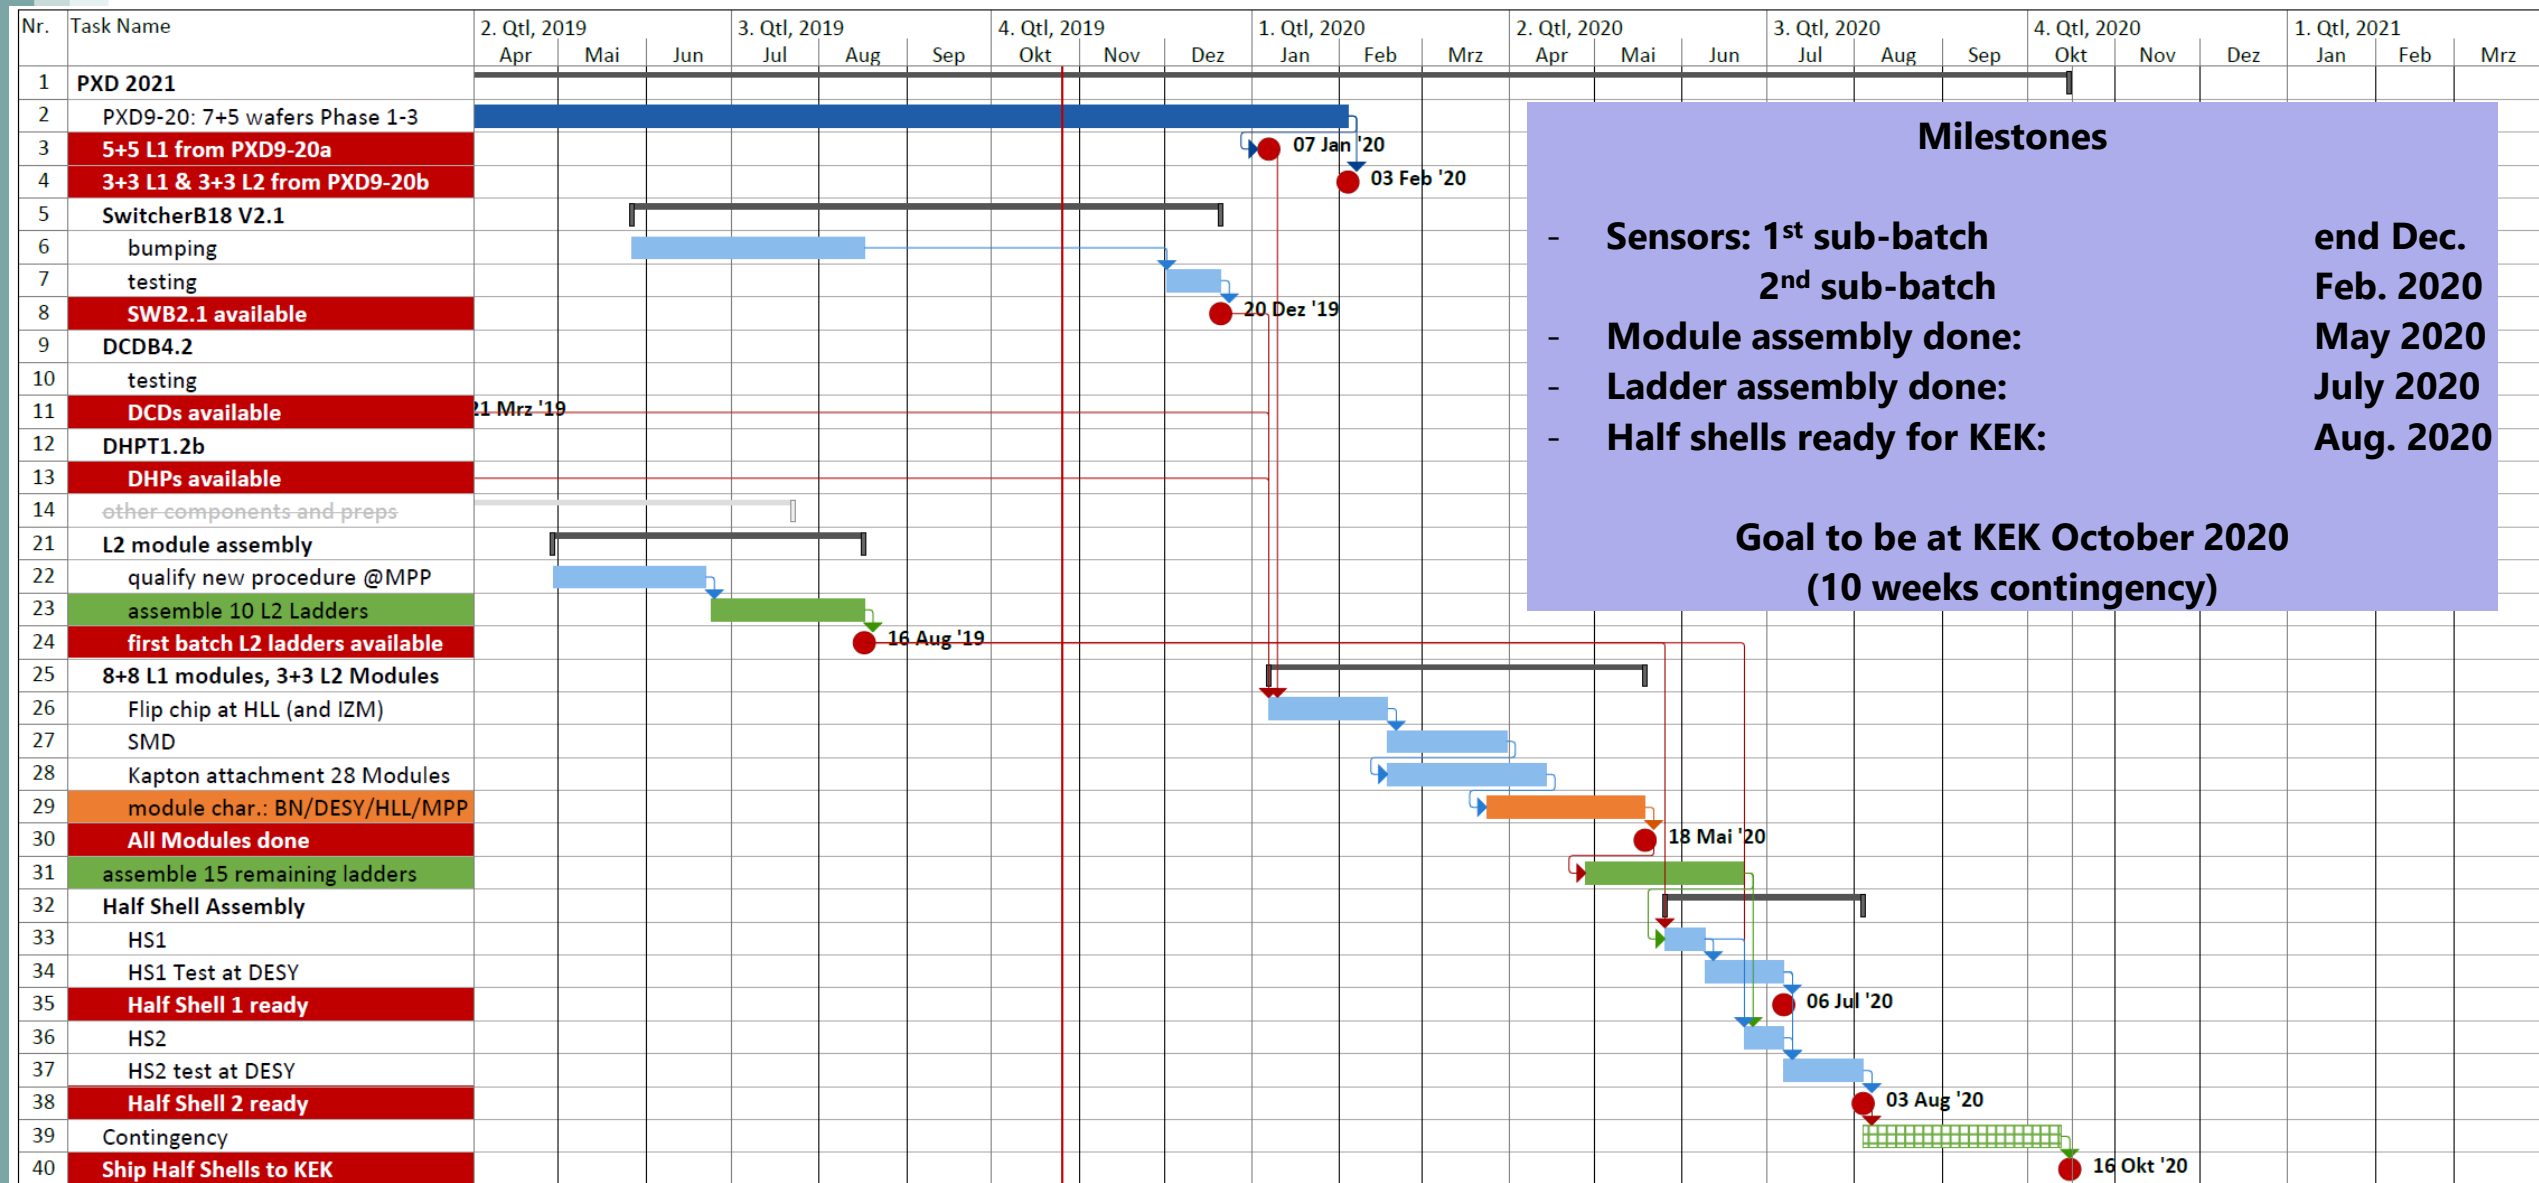 Nr. Task Name 2. Qtl, 2019 3. Qtl, 2019 4. Qtl, 2019 1. Qtl, 2020 2. Qtl, 2020 3. Qtl, 2020 4. Qtl, 2020 1. Qtl, 2021
Apr Mai Jun Jul Aug Sep Okt Nov Dez Jan Feb Mrz Apr Mai Jun Jul Aug Sep Okt Nov Dez Jan Feb Mrz
1 PXD 2021
2 PXD9-20: 7+5 wafers Phase 1-3
3 5+5 L1 from PXD9-20a 07 Jan '20
4 3+3 L1 & 3+3 L2 from PXD9-20b 03 Feb '20
5 SwitcherB18 V2.1
6 bumping
7 testing
8 SWB2.1 available 20 Dez '19
9 DCDB4.2
10 testing
11 DCDs available 21 Mrz '19
12 DHPT1.2b
13 DHPs available
14 other components and preps
21 L2 module assembly
22 qualify new procedure @MPP
23 assemble 10 L2 Ladders
24 first batch L2 ladders available 16 Aug '19
25 8+8 L1 modules, 3+3 L2 Modules
26 Flip chip at HLL (and IZM)
27 SMD
28 Kapton attachment 28 Modules
29 module char.: BN/DESY/HLL/MPP
30 All Modules done 18 Mai '20
31 assemble 15 remaining ladders
32 Half Shell Assembly
33 HS1
34 HS1 Test at DESY
35 Half Shell 1 ready 06 Jul '20
36 HS2
37 HS2 test at DESY
38 Half Shell 2 ready 03 Aug '20
39 Contingency
40 Ship Half Shells to KEK 16 Okt '20
Milestones
- Sensors: 1st sub-batch end Dec.
2nd sub-batch Feb. 2020
- Module assembly done: May 2020
- Ladder assembly done: July 2020
- Half shells ready for KEK: Aug. 2020
Goal to be at KEK October 2020
(10 weeks contingency)